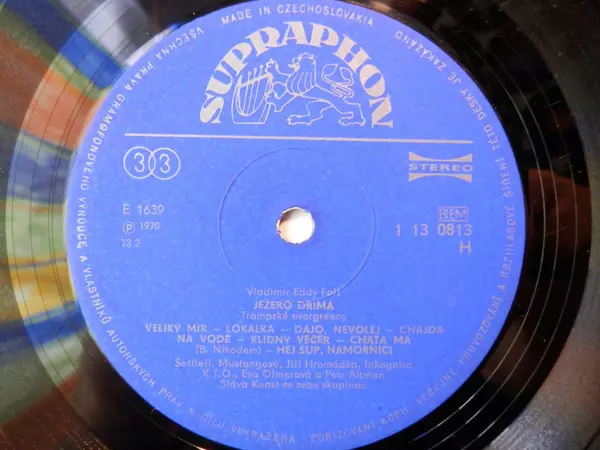 MADE IN CZECHOSLOVAKIA
VŠECHNA PRÁVA GRAMOFONOVÉHO VÝROBCE A VLASTNÍKŮ AUTORSKÝCH PRÁV K DÍLU VYHRAZENA. POŘIZOVÁNÍ KOPIÍ VEŘEJNÉ PROVOZOVÁNÍ A ROZHLASOVÉ ŠÍŘENÍ TÉTO DESKY JE ZAKÁZÁNO
SUPRAPHON
33
STEREO
E 1639
℗ 1970
73 2
BIEM
1 13 0813
H
Vladimír Eddy Fořt
JEZERO DŘÍMÁ
Trampské evergreeny
VELIKÝ MÍR – LOKÁLKA – DAJO, NEVOLEJ – CHAJDA
NA VODĚ – KLIDNÝ VEČER – CHATA MÁ
(B. Nikodem) – HEJ ŠUP, NÁMOŘNÍCI
Settleři, Mustangové, Jiří Hromádka, Inkognito
K.T.O., Eva Olmerová a Petr Altman
Sláva Kunst se svou skupinou